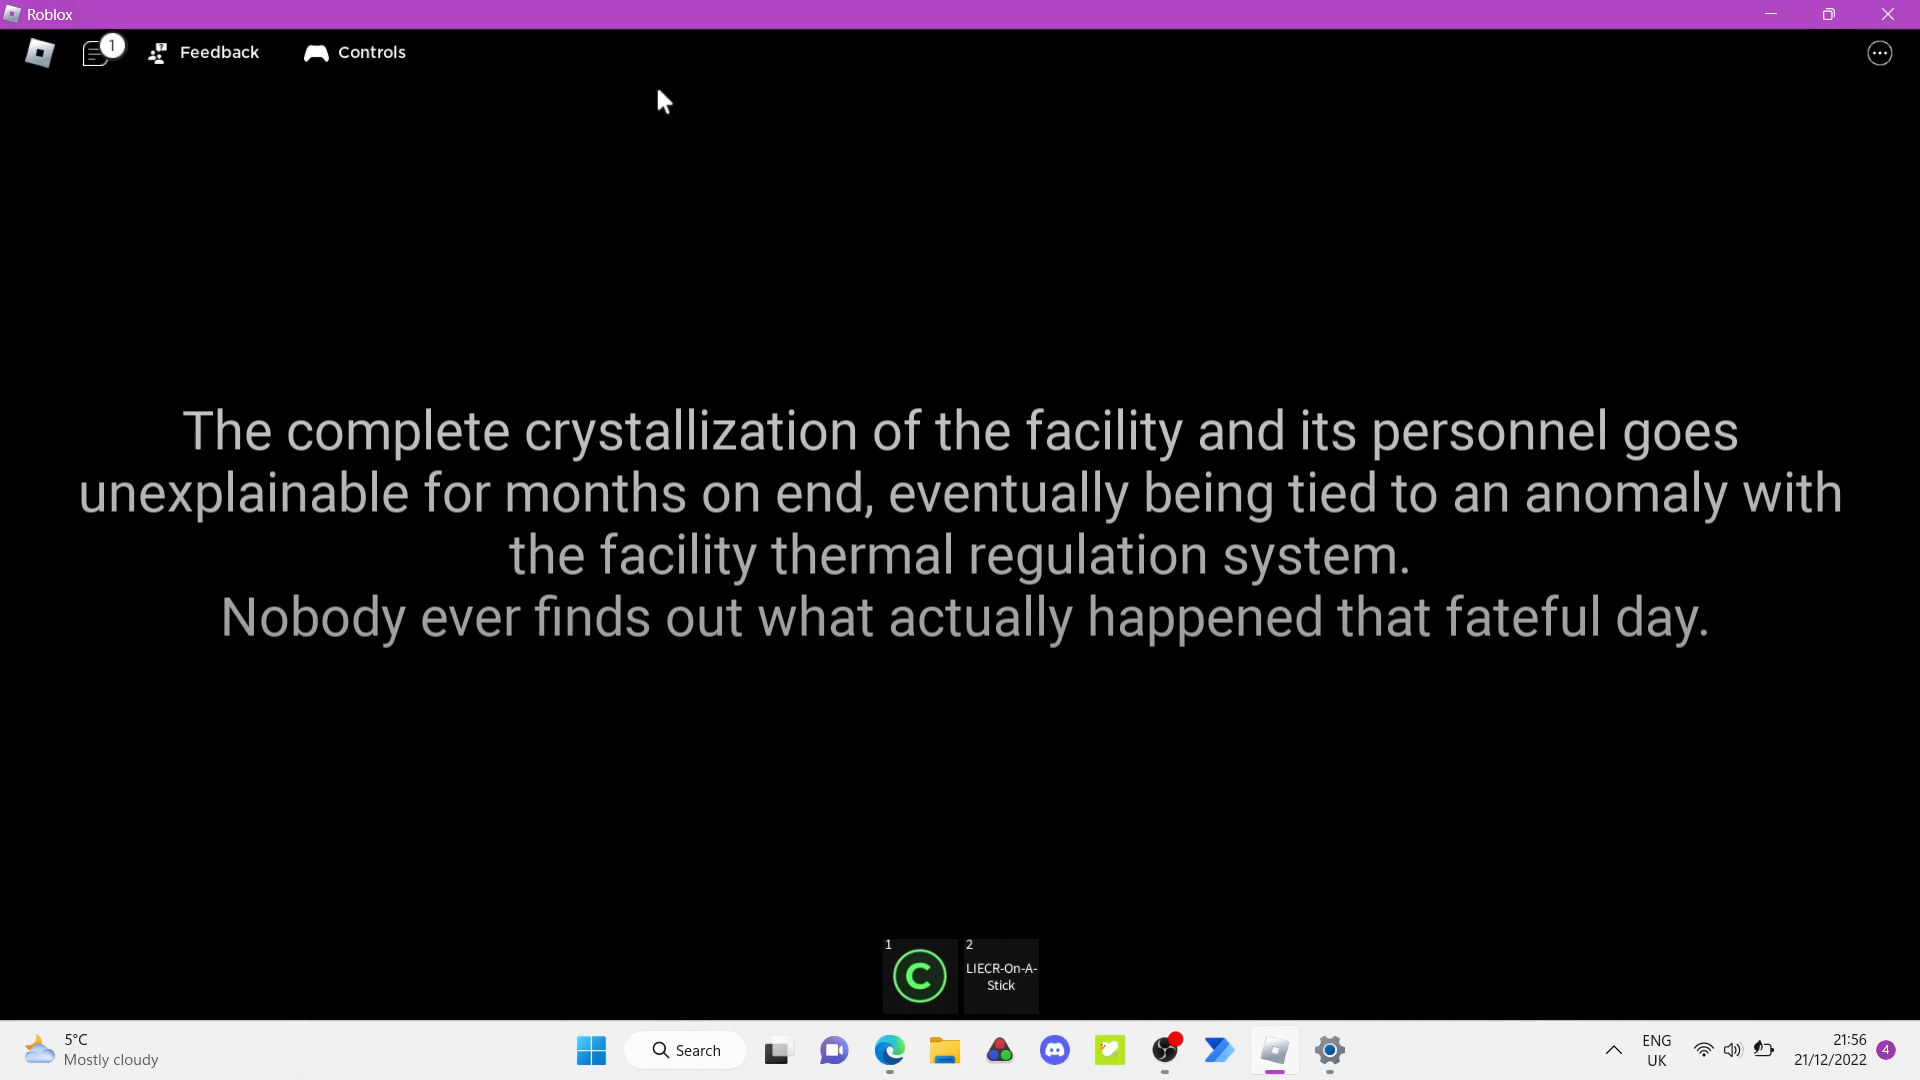 Roblox
1
Feedback
Controls
The complete crystallization of the facility and its personnel goes
unexplainable for months on end, eventually being tied to an anomaly with
the facility thermal regulation system.
Nobody ever finds out what actually happened that fateful day.
1
C
2
LIECR-On-A-
Stick
5°C
Mostly cloudy
Search
ENG
UK
21:56
21/12/2022
4